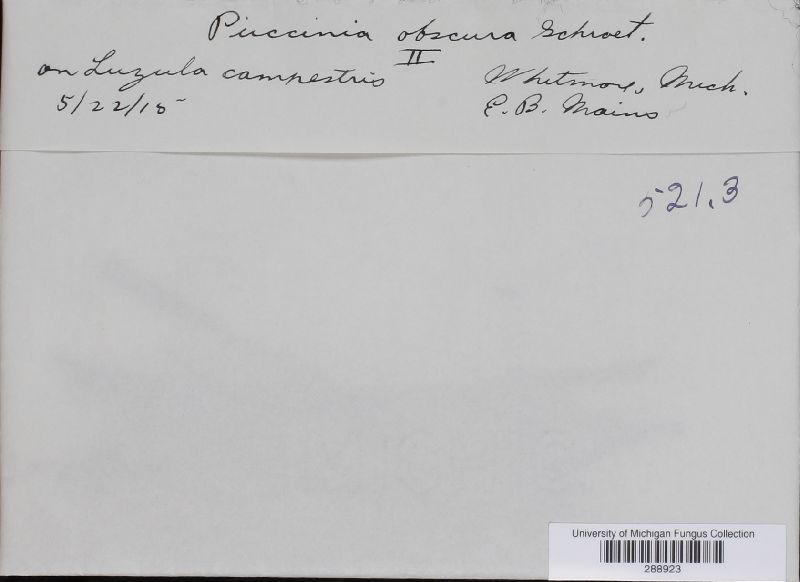 Puccinia obscura Schroet.
II
on Luzula campestris
Whitmore, Mich.
5/22/15
E. B. Mains
521.3
University of Michigan Fungus Collection
288923